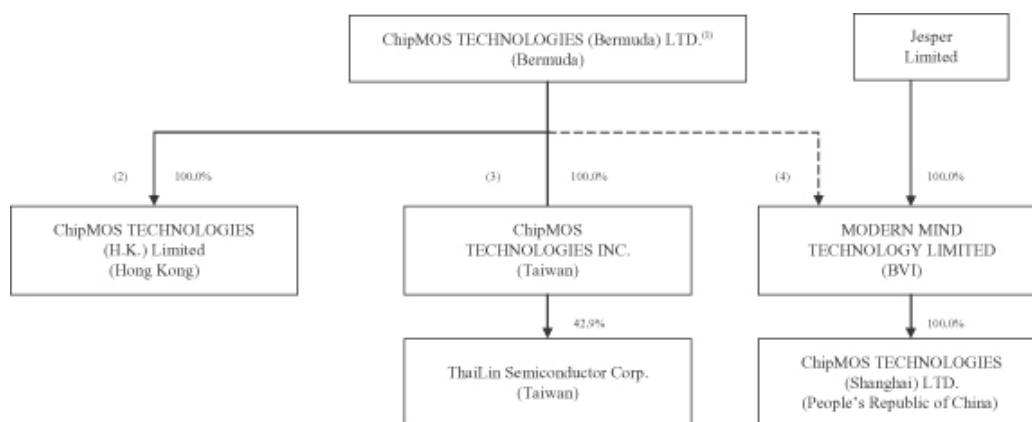 ChipMOS TECHNOLOGIES (Bermuda) LTD.(1)
(Bermuda)
Jesper
Limited
(2) 100.0%
(3) 100.0%
(4) 100.0%
ChipMOS TECHNOLOGIES
(H.K.) Limited
(Hong Kong)
ChipMOS
TECHNOLOGIES INC.
(Taiwan)
MODERN MIND
TECHNOLOGY LIMITED
(BVI)
42.9%
100.0%
ThaiLin Semiconductor Corp.
(Taiwan)
ChipMOS TECHNOLOGIES
(Shanghai) LTD.
(People's Republic of China)